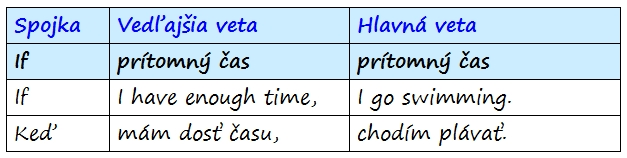 Spojka Vedľajšia veta Hlavná veta
If prítomný čas prítomný čas
If I have enough time, I go swimming.
Keď mám dosť času, chodím plávať.